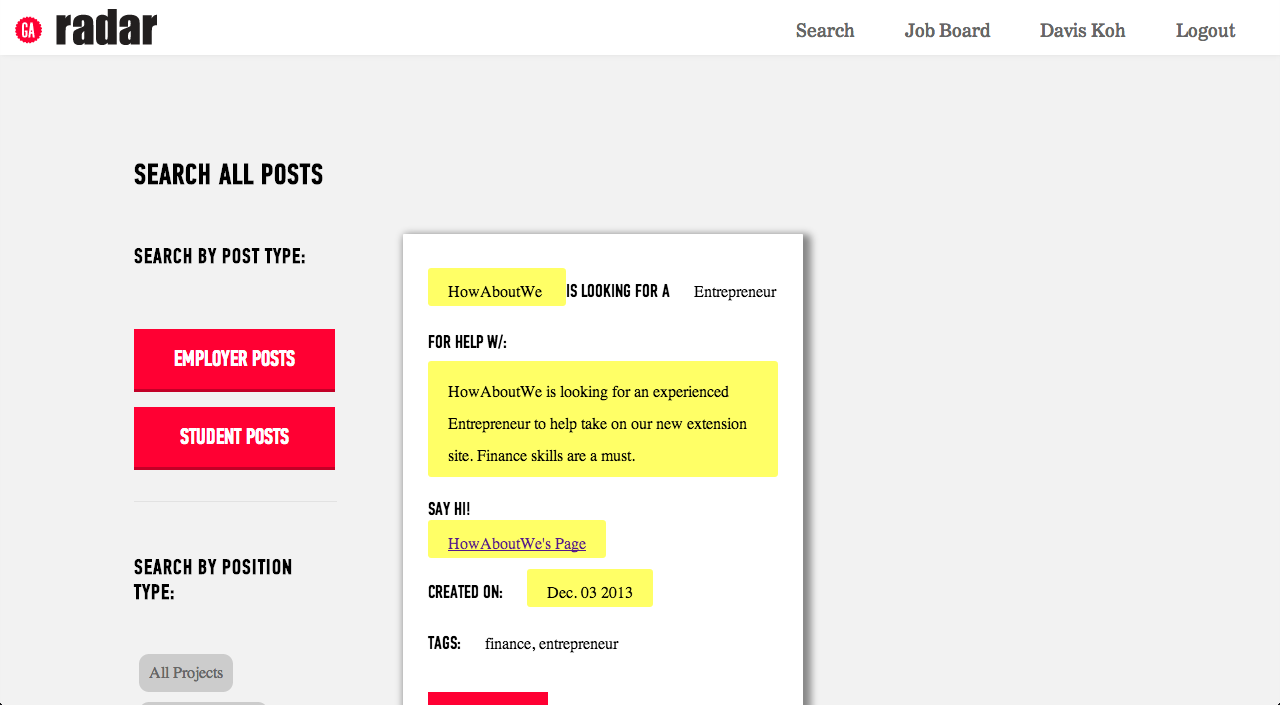 GA radar
Search Job Board Davis Koh Logout
SEARCH ALL POSTS
SEARCH BY POST TYPE:
EMPLOYER POSTS
STUDENT POSTS
SEARCH BY POSITION
TYPE:
All Projects
HowAboutWe IS LOOKING FOR A Entrepreneur
FOR HELP W/:
HowAboutWe is looking for an experienced
Entrepreneur to help take on our new extension
site. Finance skills are a must.
SAY HI!
HowAboutWe's Page
CREATED ON: Dec. 03 2013
TAGS: finance, entrepreneur